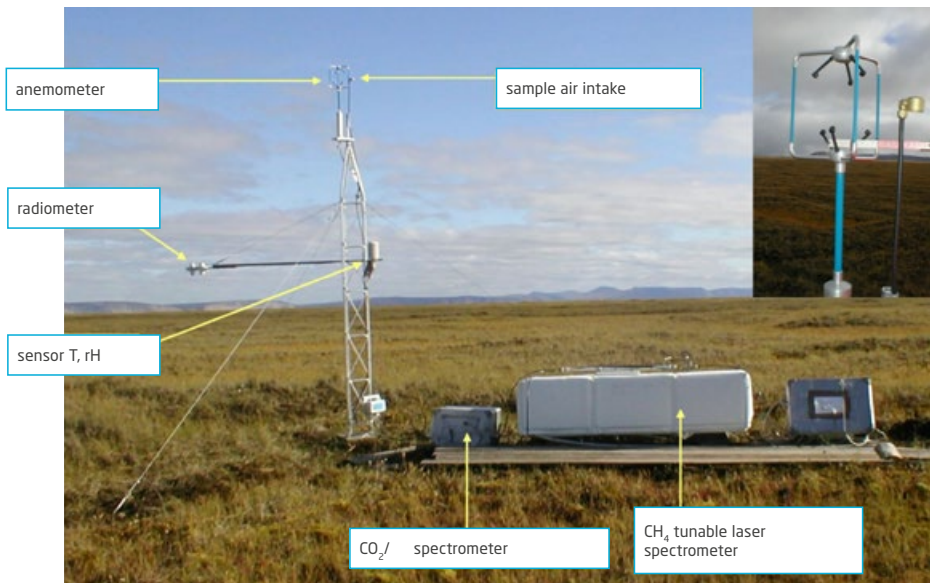 anemometer
sample air intake
radiometer
sensor T, rH
CO₂/ spectrometer
CH₄ tunable laser
spectrometer